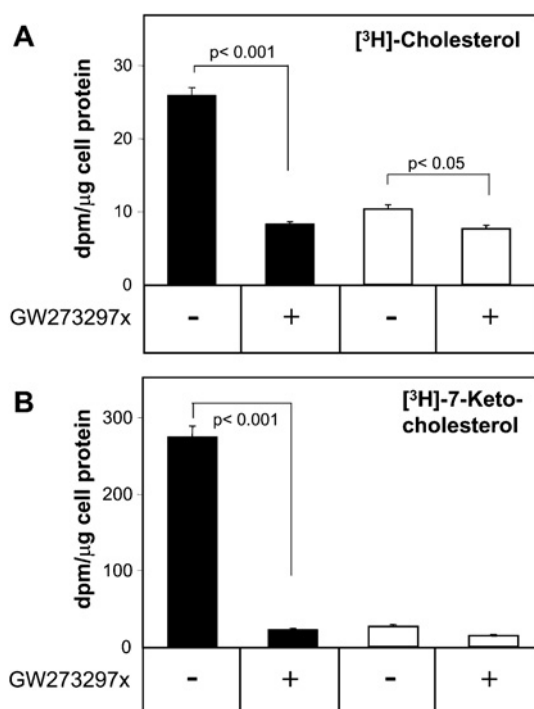 A
[³H]-Cholesterol
p< 0.001
p< 0.05
dpm/µg cell protein
30
20
10
0
GW273297x - + - +
B
[³H]-7-Keto-
cholesterol
p< 0.001
dpm/µg cell protein
300
200
100
0
GW273297x - + - +